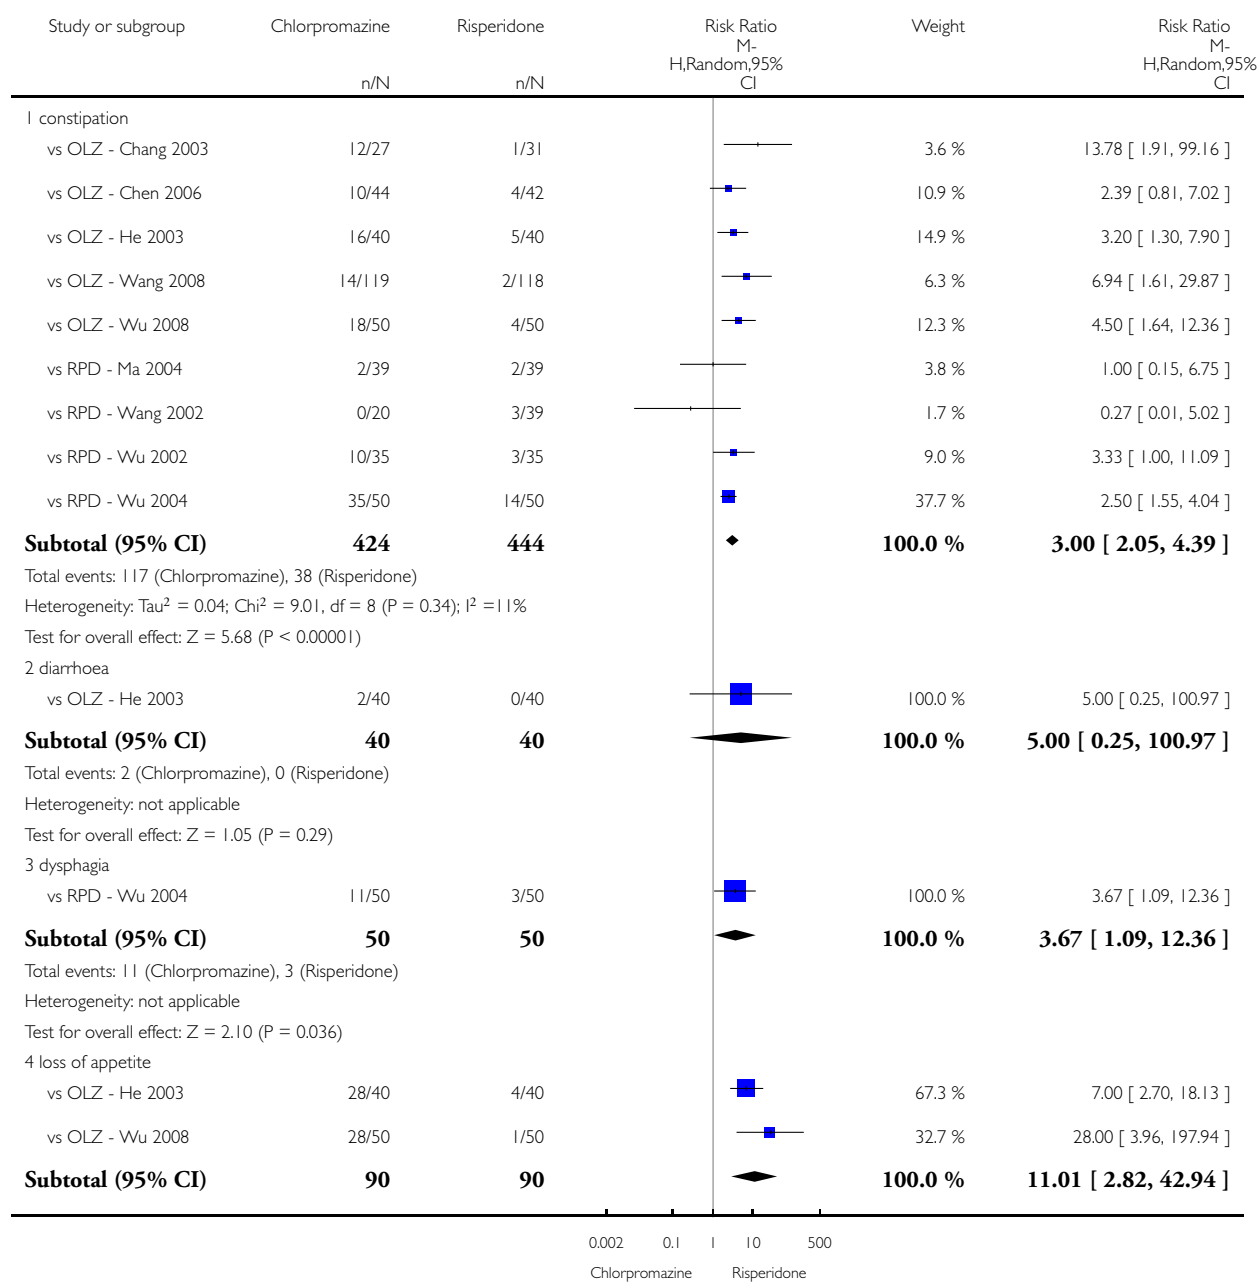 Study or subgroup Chlorpromazine Risperidone Risk Ratio Weight Risk Ratio
M- M-
H,Random,95% H,Random,95%
n/N n/N CI CI
1 constipation
vs OLZ - Chang 2003 12/27 1/31 3.6 % 13.78 [ 1.91, 99.16 ]
vs OLZ - Chen 2006 10/44 4/42 10.9 % 2.39 [ 0.81, 7.02 ]
vs OLZ - He 2003 16/40 5/40 14.9 % 3.20 [ 1.30, 7.90 ]
vs OLZ - Wang 2008 14/119 2/118 6.3 % 6.94 [ 1.61, 29.87 ]
vs OLZ - Wu 2008 18/50 4/50 12.3 % 4.50 [ 1.64, 12.36 ]
vs RPD - Ma 2004 2/39 2/39 3.8 % 1.00 [ 0.15, 6.75 ]
vs RPD - Wang 2002 0/20 3/39 1.7 % 0.27 [ 0.01, 5.02 ]
vs RPD - Wu 2002 10/35 3/35 9.0 % 3.33 [ 1.00, 11.09 ]
vs RPD - Wu 2004 35/50 14/50 37.7 % 2.50 [ 1.55, 4.04 ]
Subtotal (95% CI) 424 444 100.0 % 3.00 [ 2.05, 4.39 ]
Total events: 117 (Chlorpromazine), 38 (Risperidone)
Heterogeneity: Tau² = 0.04; Chi² = 9.01, df = 8 (P = 0.34); I² =11%
Test for overall effect: Z = 5.68 (P < 0.00001)
2 diarrhoea
vs OLZ - He 2003 2/40 0/40 100.0 % 5.00 [ 0.25, 100.97 ]
Subtotal (95% CI) 40 40 100.0 % 5.00 [ 0.25, 100.97 ]
Total events: 2 (Chlorpromazine), 0 (Risperidone)
Heterogeneity: not applicable
Test for overall effect: Z = 1.05 (P = 0.29)
3 dysphagia
vs RPD - Wu 2004 11/50 3/50 100.0 % 3.67 [ 1.09, 12.36 ]
Subtotal (95% CI) 50 50 100.0 % 3.67 [ 1.09, 12.36 ]
Total events: 11 (Chlorpromazine), 3 (Risperidone)
Heterogeneity: not applicable
Test for overall effect: Z = 2.10 (P = 0.036)
4 loss of appetite
vs OLZ - He 2003 28/40 4/40 67.3 % 7.00 [ 2.70, 18.13 ]
vs OLZ - Wu 2008 28/50 1/50 32.7 % 28.00 [ 3.96, 197.94 ]
Subtotal (95% CI) 90 90 100.0 % 11.01 [ 2.82, 42.94 ]
0.002 0.1 1 10 500
Chlorpromazine Risperidone